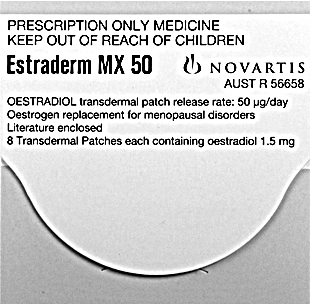 PRESCRIPTION ONLY MEDICINE
KEEP OUT OF REACH OF CHILDREN
Estraderm MX 50 NOVARTIS
AUST R 56658
OESTRADIOL transdermal patch release rate: 50 µg/day
Oestrogen replacement for menopausal disorders
Literature enclosed
8 Transdermal Patches each containing oestradiol 1.5 mg